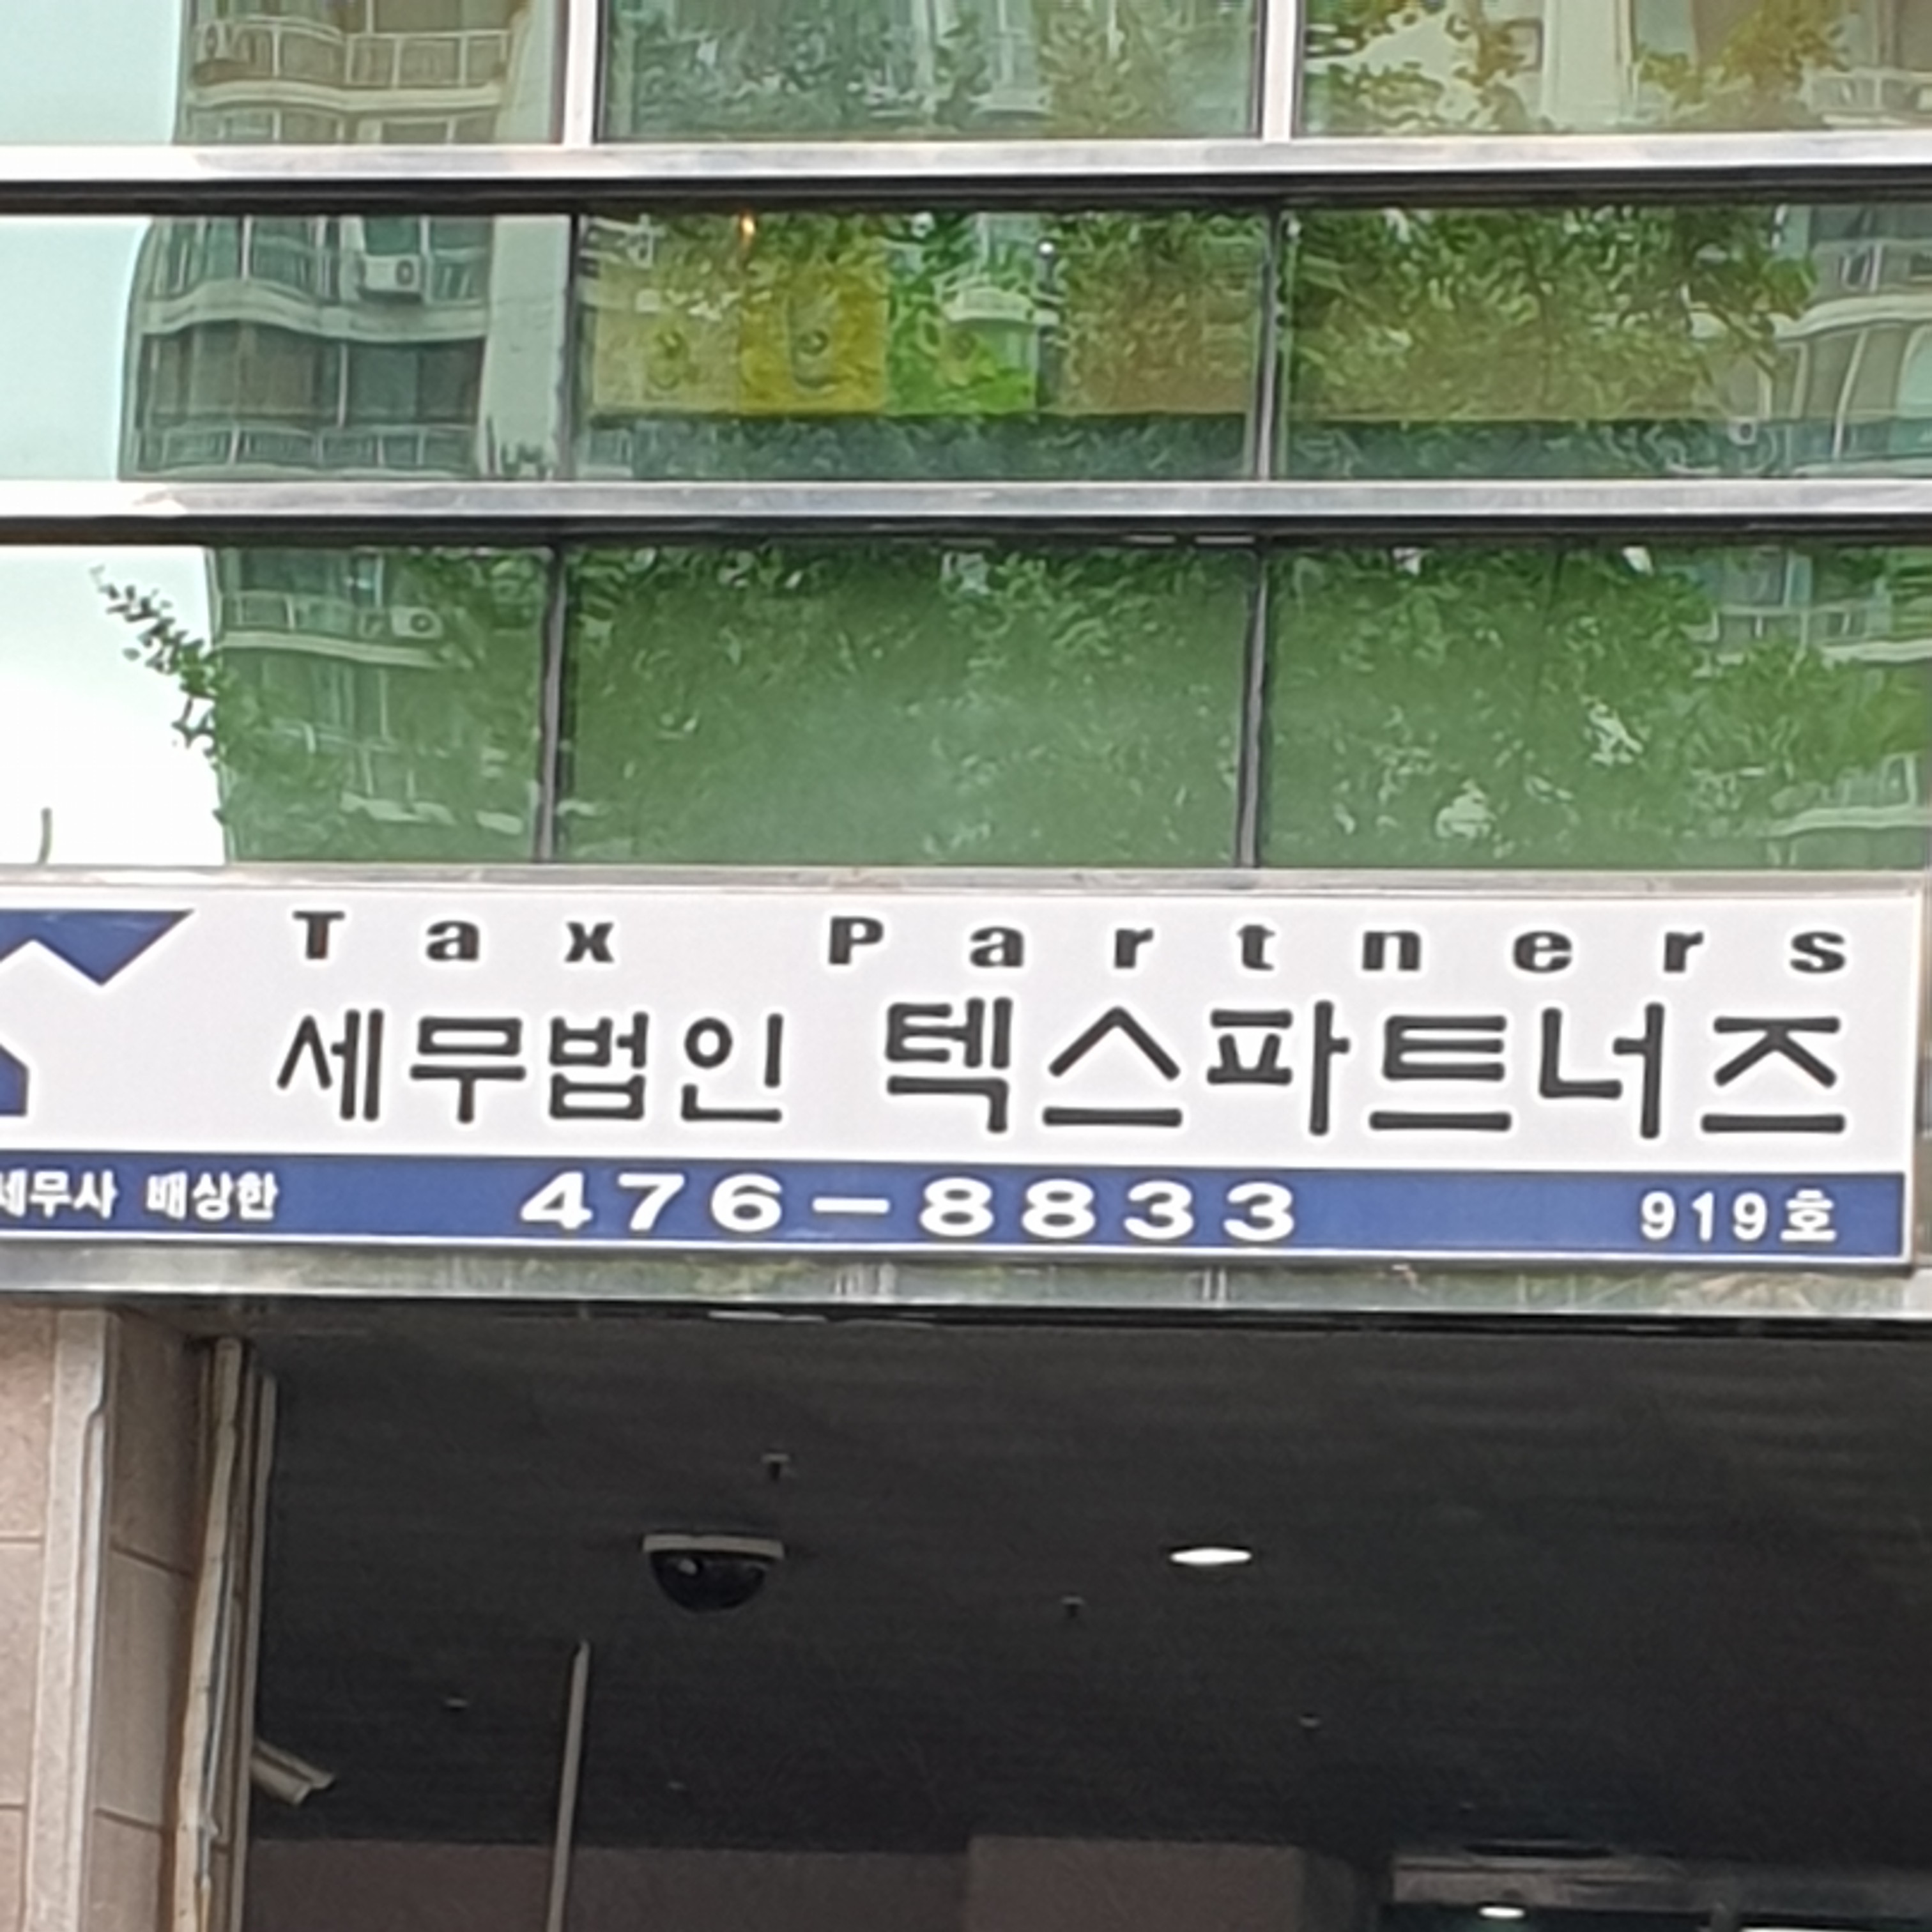 Tax Partners
세무법인 텍스파트너즈
세무사 배상한 476-8833 919호